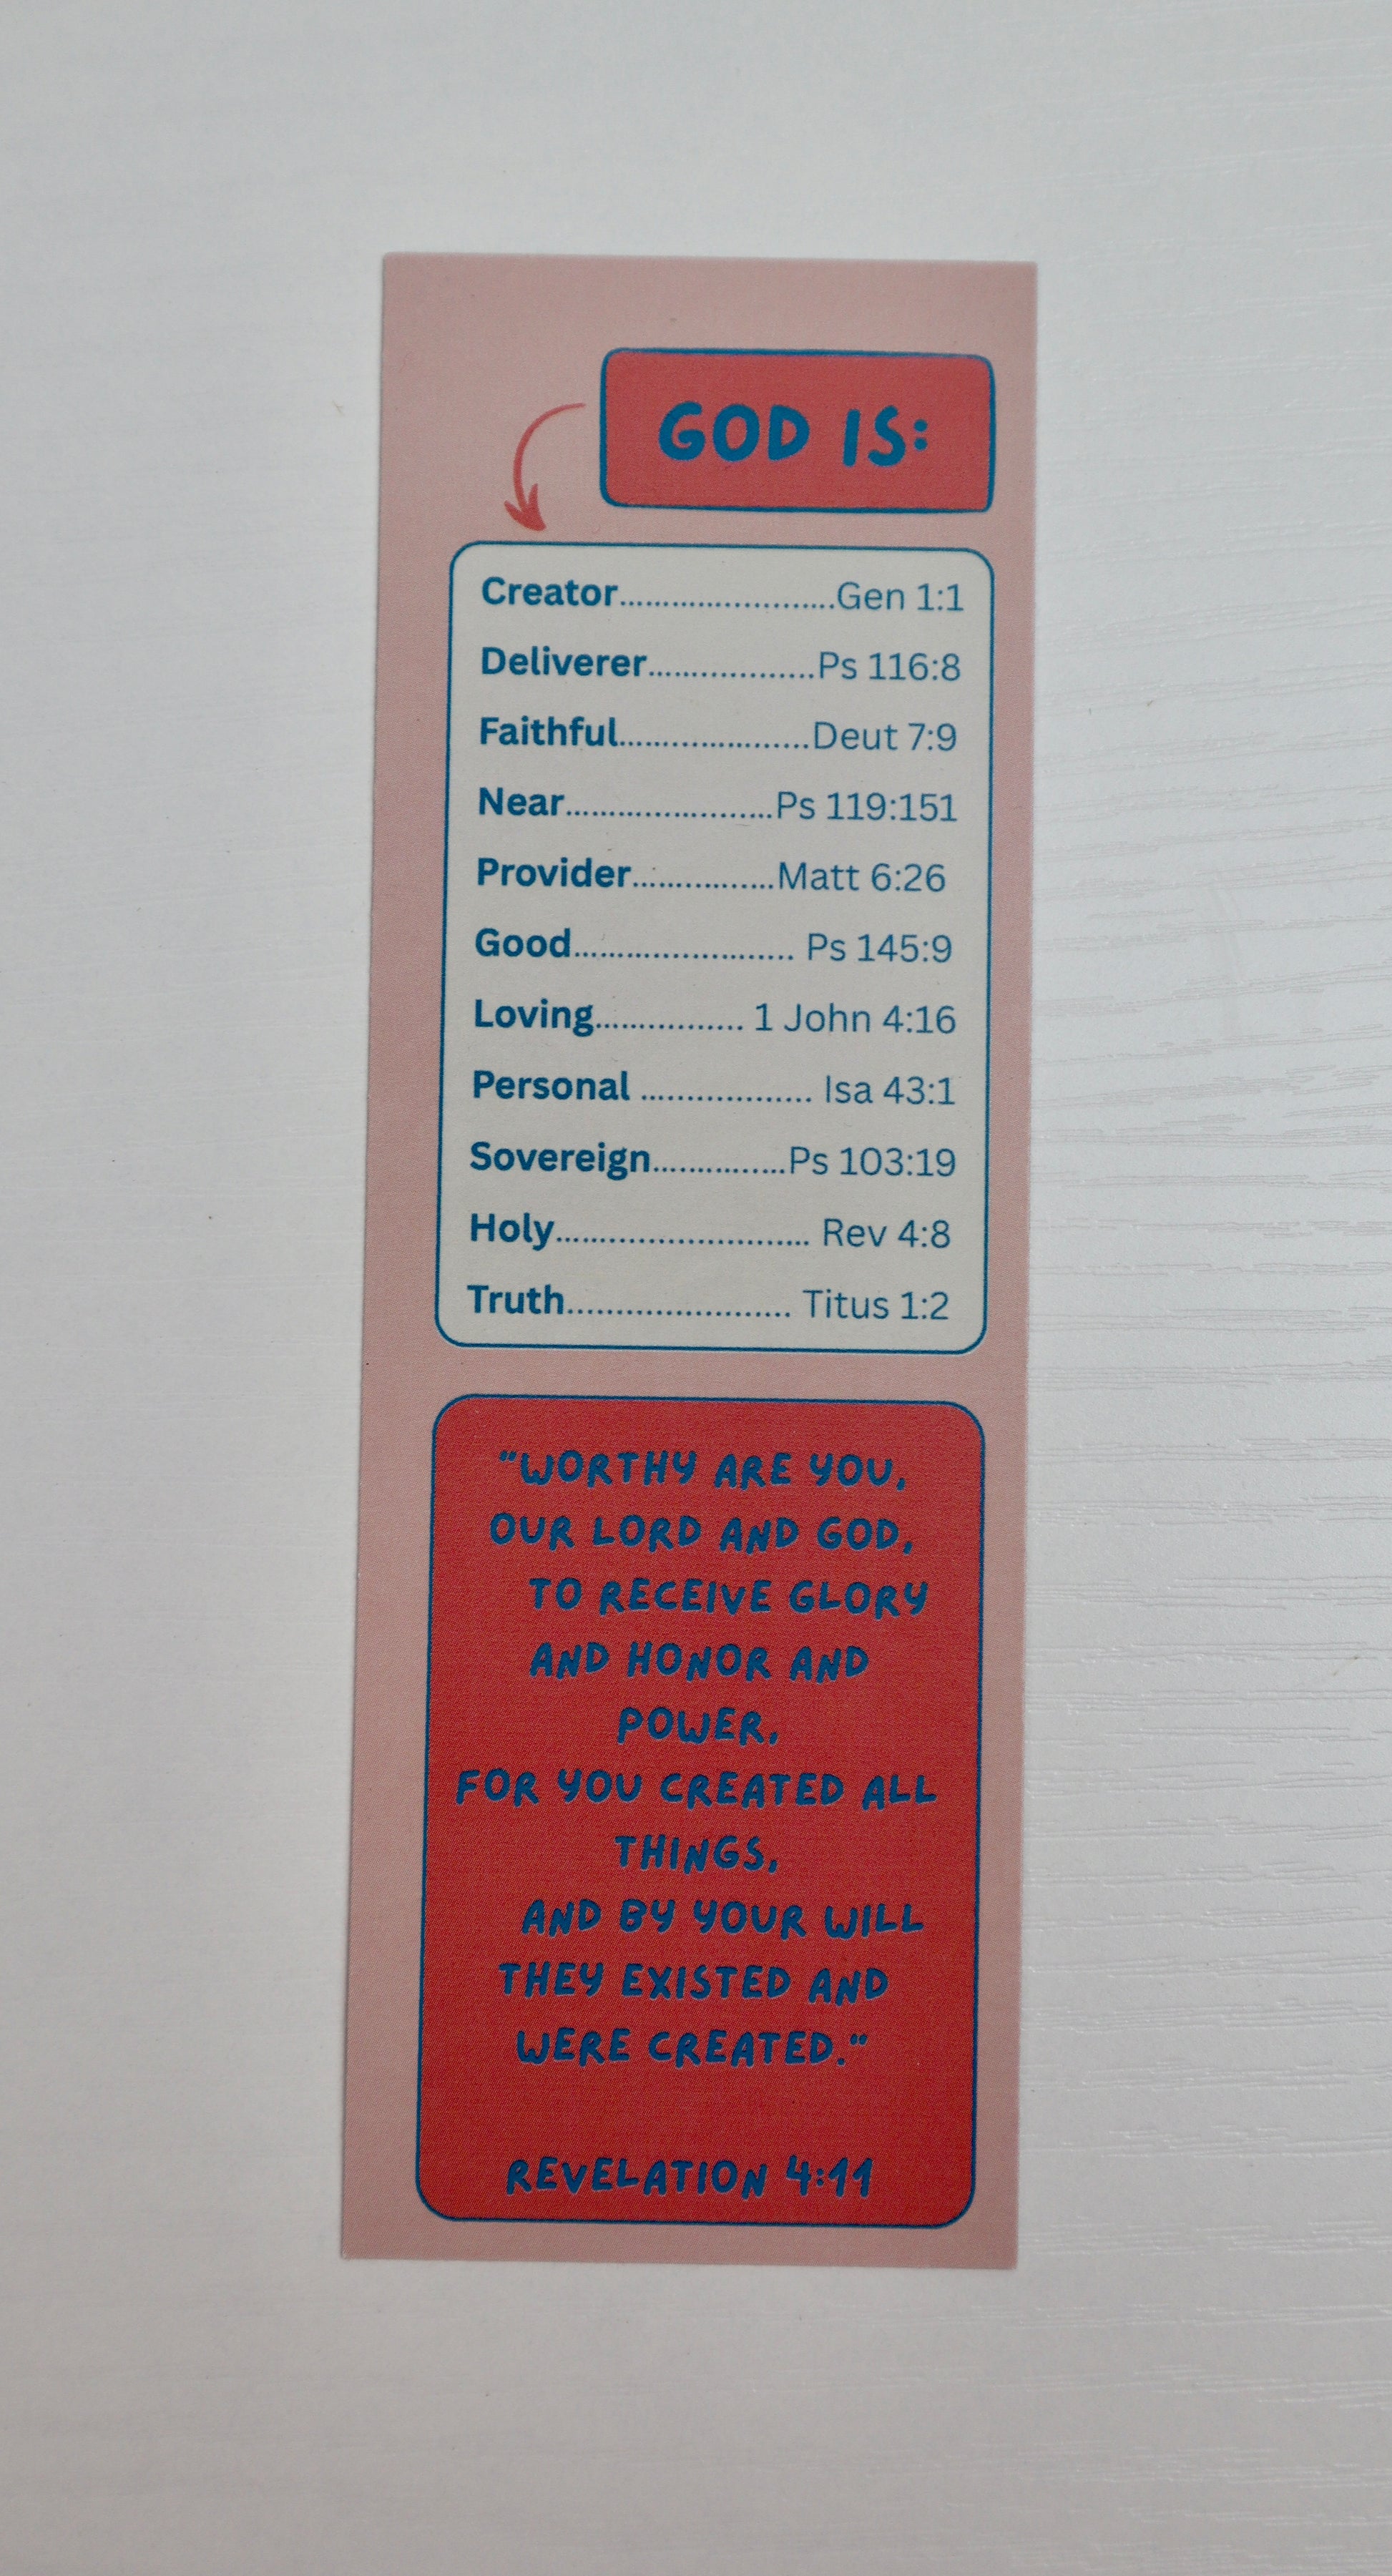 GOD IS:
Creator.........................Gen 1:1
Deliverer...................Ps 116:8
Faithful......................Deut 7:9
Near........................Ps 119:151
Provider................Matt 6:26
Good......................... Ps 145:9
Loving................. 1 John 4:16
Personal .................... Isa 43:1
Sovereign...............Ps 103:19
Holy............................. Rev 4:8
Truth......................... Titus 1:2
"WORTHY ARE YOU,
OUR LORD AND GOD,
TO RECEIVE GLORY
AND HONOR AND
POWER,
FOR YOU CREATED ALL
THINGS,
AND BY YOUR WILL
THEY EXISTED AND
WERE CREATED."
REVELATION 4:11